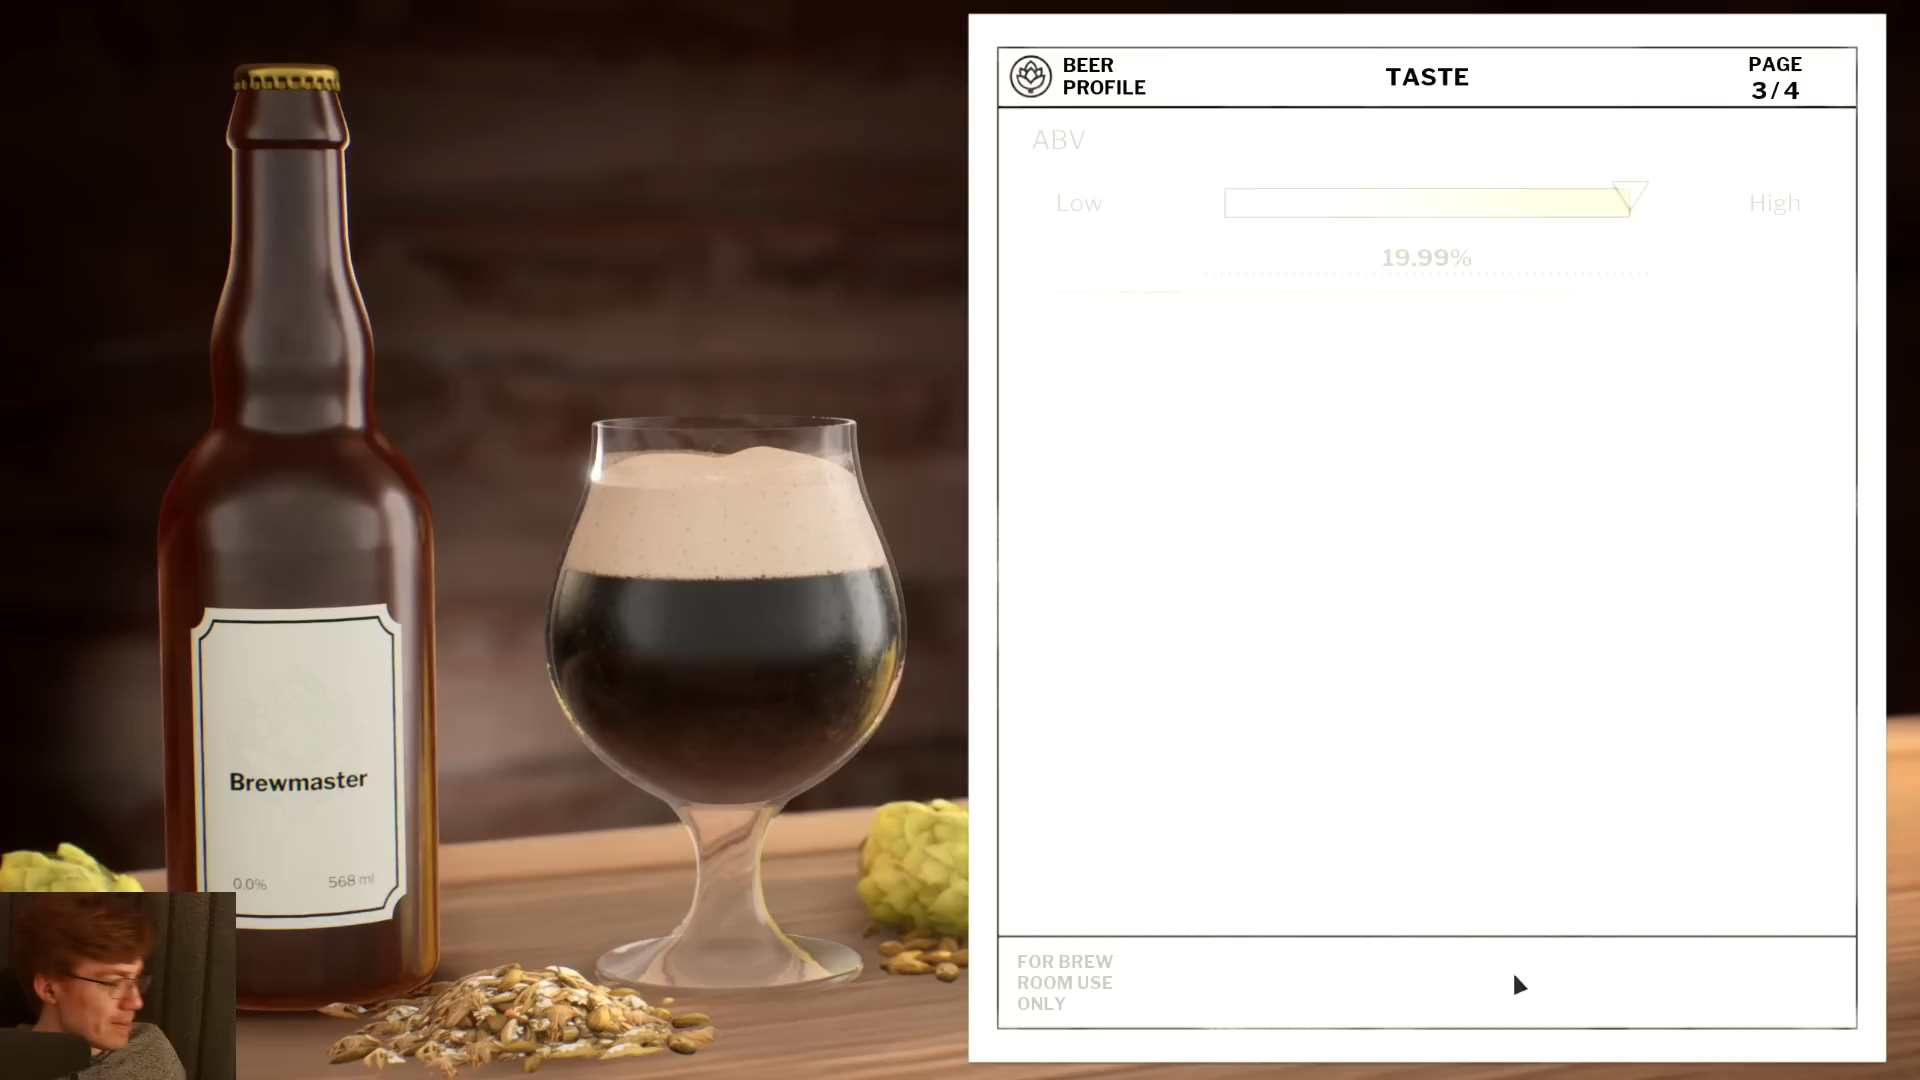 BEER
PROFILE
TASTE
PAGE
3/4
ABV
Low
High
19.99%
Brewmaster
0.0%
568 ml
FOR BREW
ROOM USE
ONLY